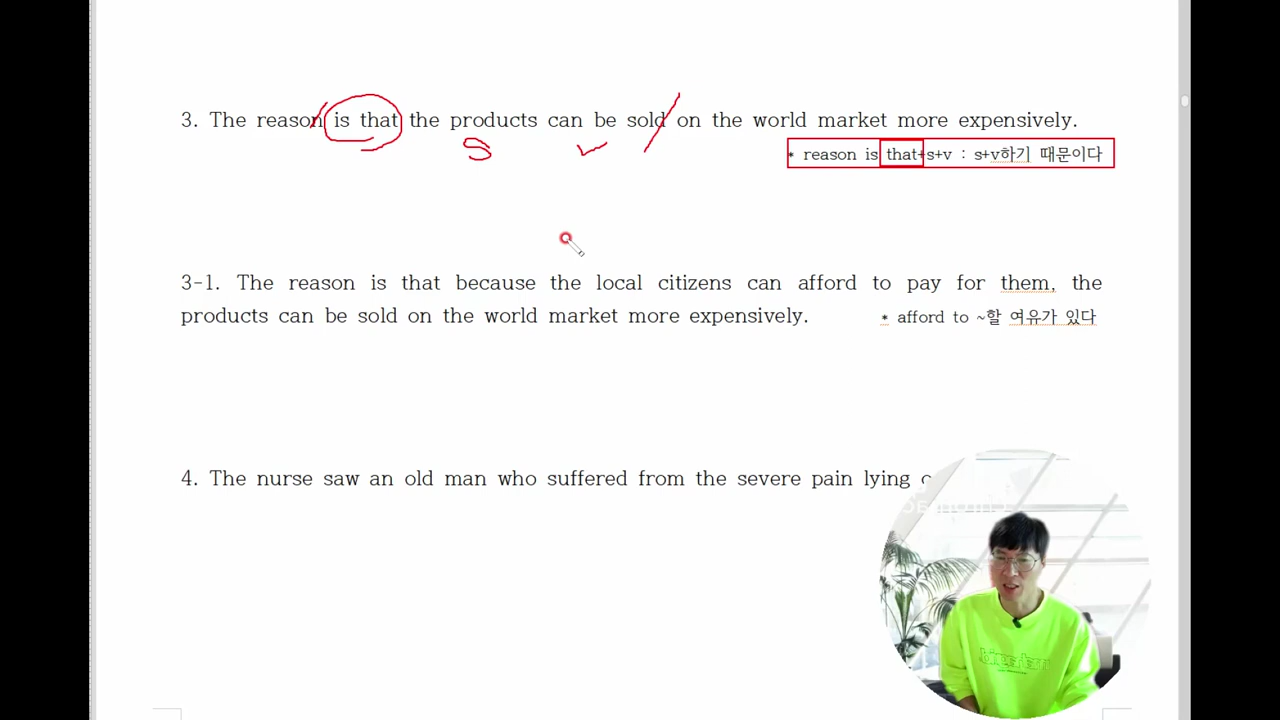 3. The reason is that the products can be sold on the world market more expensively.
* reason is that+s+v : s+v하기 때문이다
S
3-1. The reason is that because the local citizens can afford to pay for them, the
products can be sold on the world market more expensively.
* afford to ~할 여유가 있다
4. The nurse saw an old man who suffered from the severe pain lying